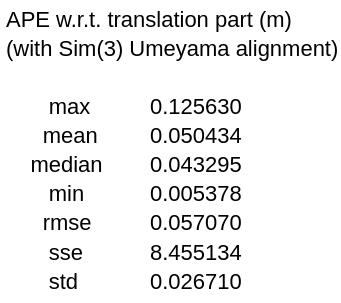 APE w.r.t. translation part (m)
(with Sim(3) Umeyama alignment)
max 0.125630
mean 0.050434
median 0.043295
min 0.005378
rmse 0.057070
sse 8.455134
std 0.026710